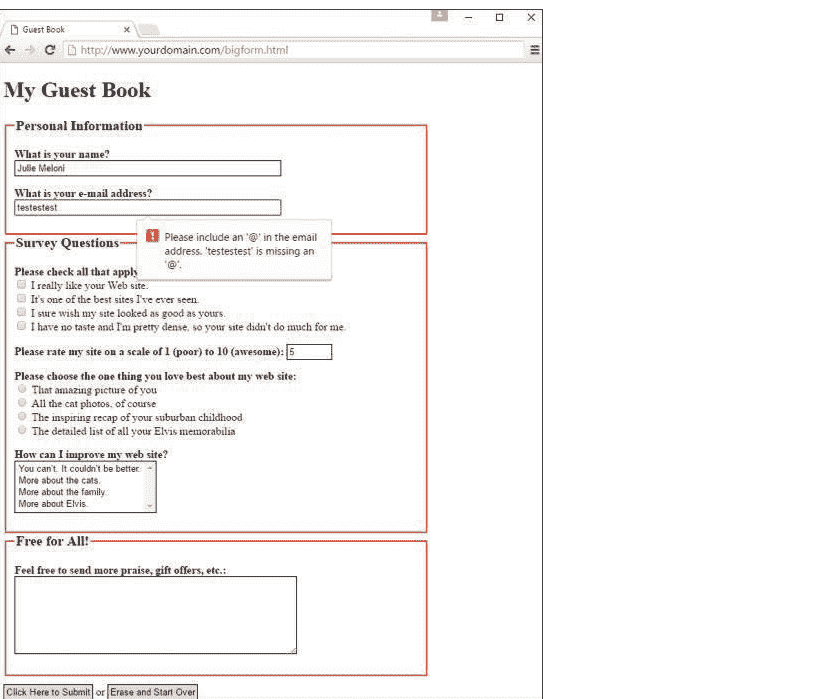 Guest Book
http://www.yourdomain.com/bigform.html
My Guest Book
Personal Information
What is your name?
Julie Meloni
What is your e-mail address?
testestest
Please include an '@' in the email
address. 'testestest' is missing an
'@'.
Survey Questions
Please check all that apply
I really like your Web site.
It's one of the best sites I've ever seen.
I sure wish my site looked as good as yours.
I have no taste and I'm pretty dense, so your site didn't do much for me.
Please rate my site on a scale of 1 (poor) to 10 (awesome): 5
Please choose the one thing you love best about my web site:
That amazing picture of you
All the cat photos, of course
The inspiring recap of your suburban childhood
The detailed list of all your Elvis memorabilia
How can I improve my web site?
You can't. It couldn't be better.
More about the cats.
More about the family.
More about Elvis.
Free for All!
Feel free to send more praise, gift offers, etc.:
Click Here to Submit or Erase and Start Over